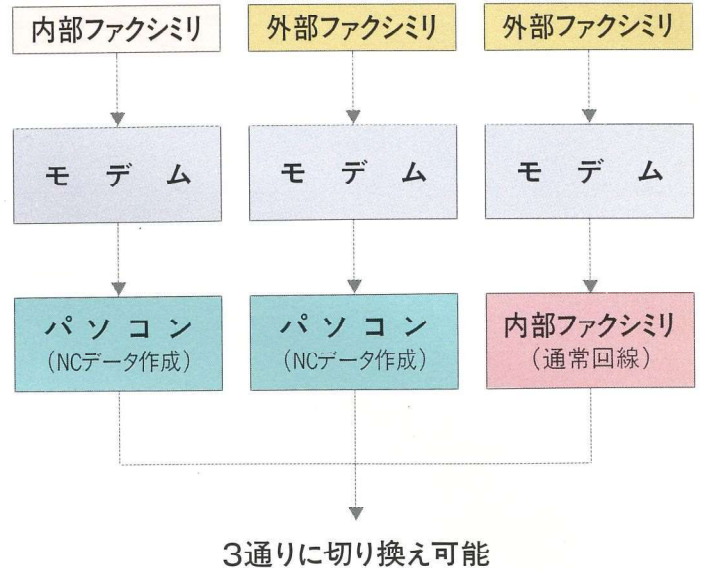 内部ファクシミリ
外部ファクシミリ
外部ファクシミリ
モデム
モデム
モデム
パソコン
(NCデータ作成)
パソコン
(NCデータ作成)
内部ファクシミリ
(通常回線)
3通りに切り換え可能